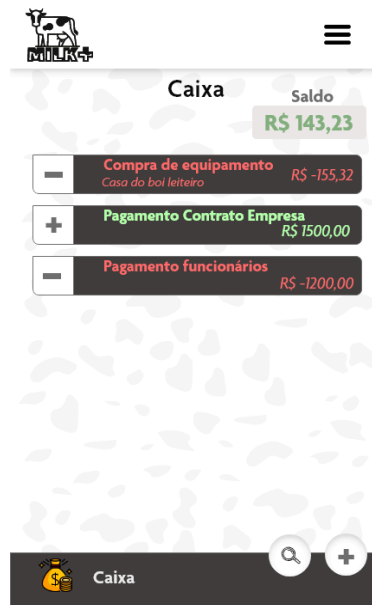 MILK+
Caixa
Saldo
R$ 143,23
Compra de equipamento
Casa do boi leiteiro
R$ -155,32
Pagamento Contrato Empresa
R$ 1500,00
Pagamento funcionários
R$ -1200,00
Caixa